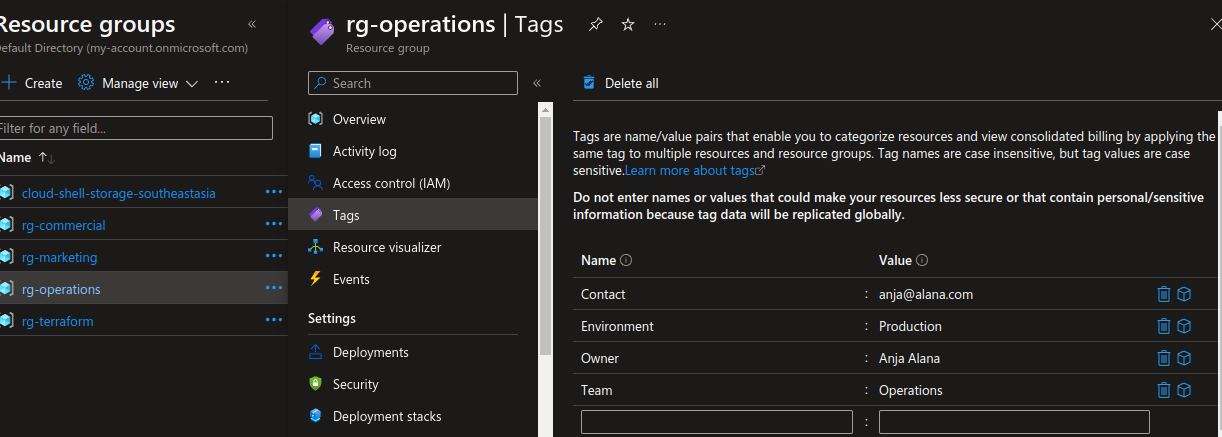 Resource groups
Default Directory (my-account.onmicrosoft.com)
Create
Manage view
Filter for any field...
Name
cloud-shell-storage-southeastasia
rg-commercial
rg-marketing
rg-operations
rg-terraform
rg-operations | Tags
Resource group
Search
Overview
Activity log
Access control (IAM)
Tags
Resource visualizer
Events
Settings
Deployments
Security
Deployment stacks
Delete all
Tags are name/value pairs that enable you to categorize resources and view consolidated billing by applying the
same tag to multiple resources and resource groups. Tag names are case insensitive, but tag values are case
sensitive.Learn more about tags
Do not enter names or values that could make your resources less secure or that contain personal/sensitive
information because tag data will be replicated globally.
Name Value
Contact : anja@alana.com
Environment : Production
Owner : Anja Alana
Team : Operations
: